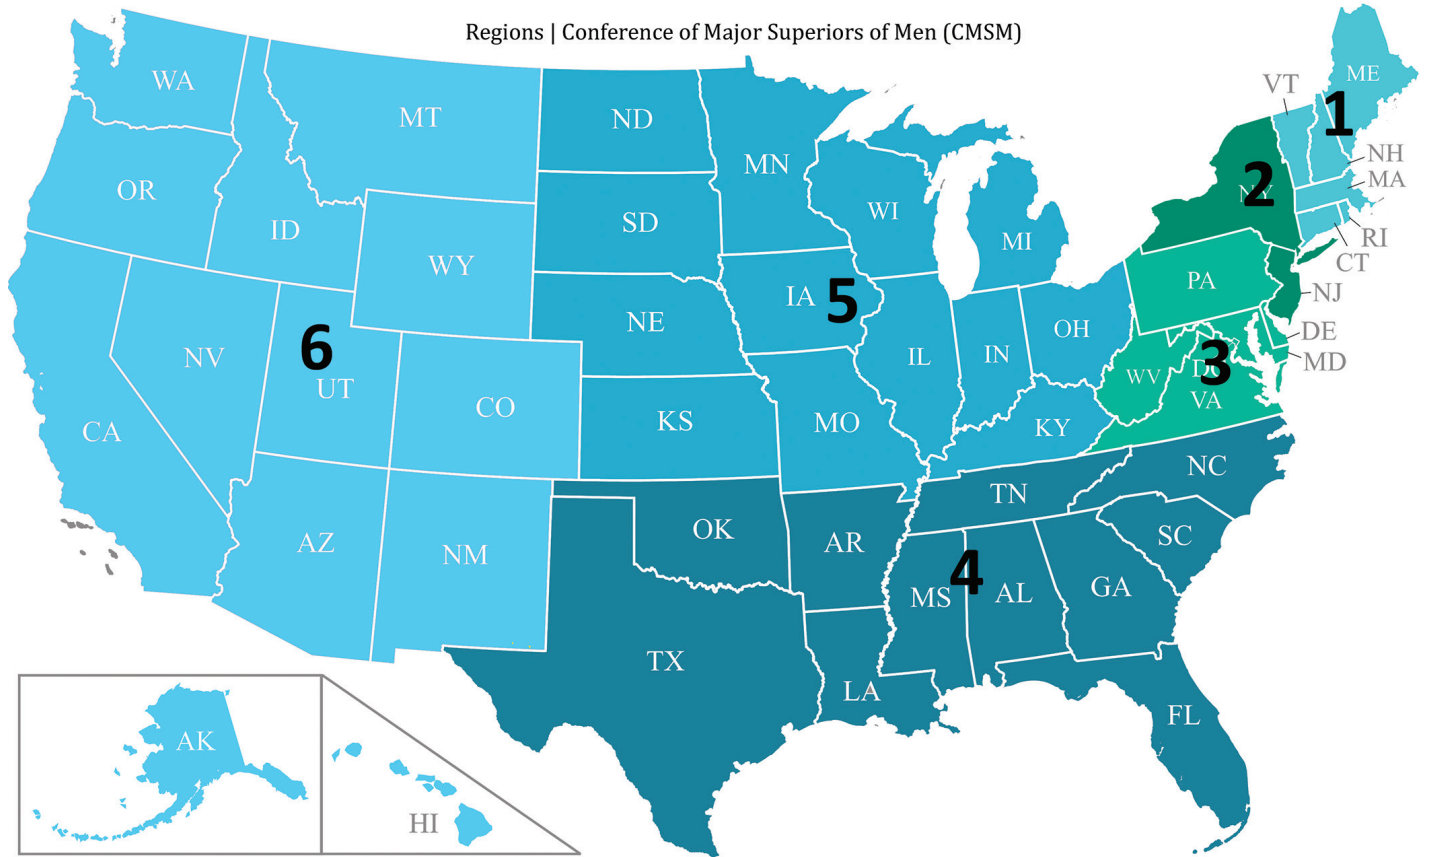 Regions | Conference of Major Superiors of Men (CMSM)
WA
MT
ND
MN
VT
ME
1
NH
MA
OR
ID
SD
WI
MI
2
NY
RI
CT
WY
IA
5
PA
NJ
NV
6
UT
NE
IL
IN
OH
DE
MD
3
DC
WV
VA
CA
CO
KS
MO
KY
AZ
NM
OK
AR
TN
NC
SC
4
MS
AL
GA
TX
LA
FL
AK
HI